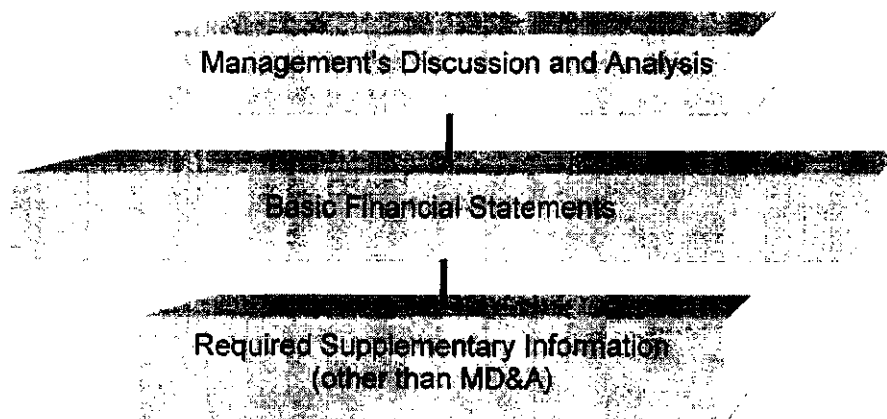 Management's Discussion and Analysis
Basic Financial Statements
Required Supplementary Information
(other than MD&A)